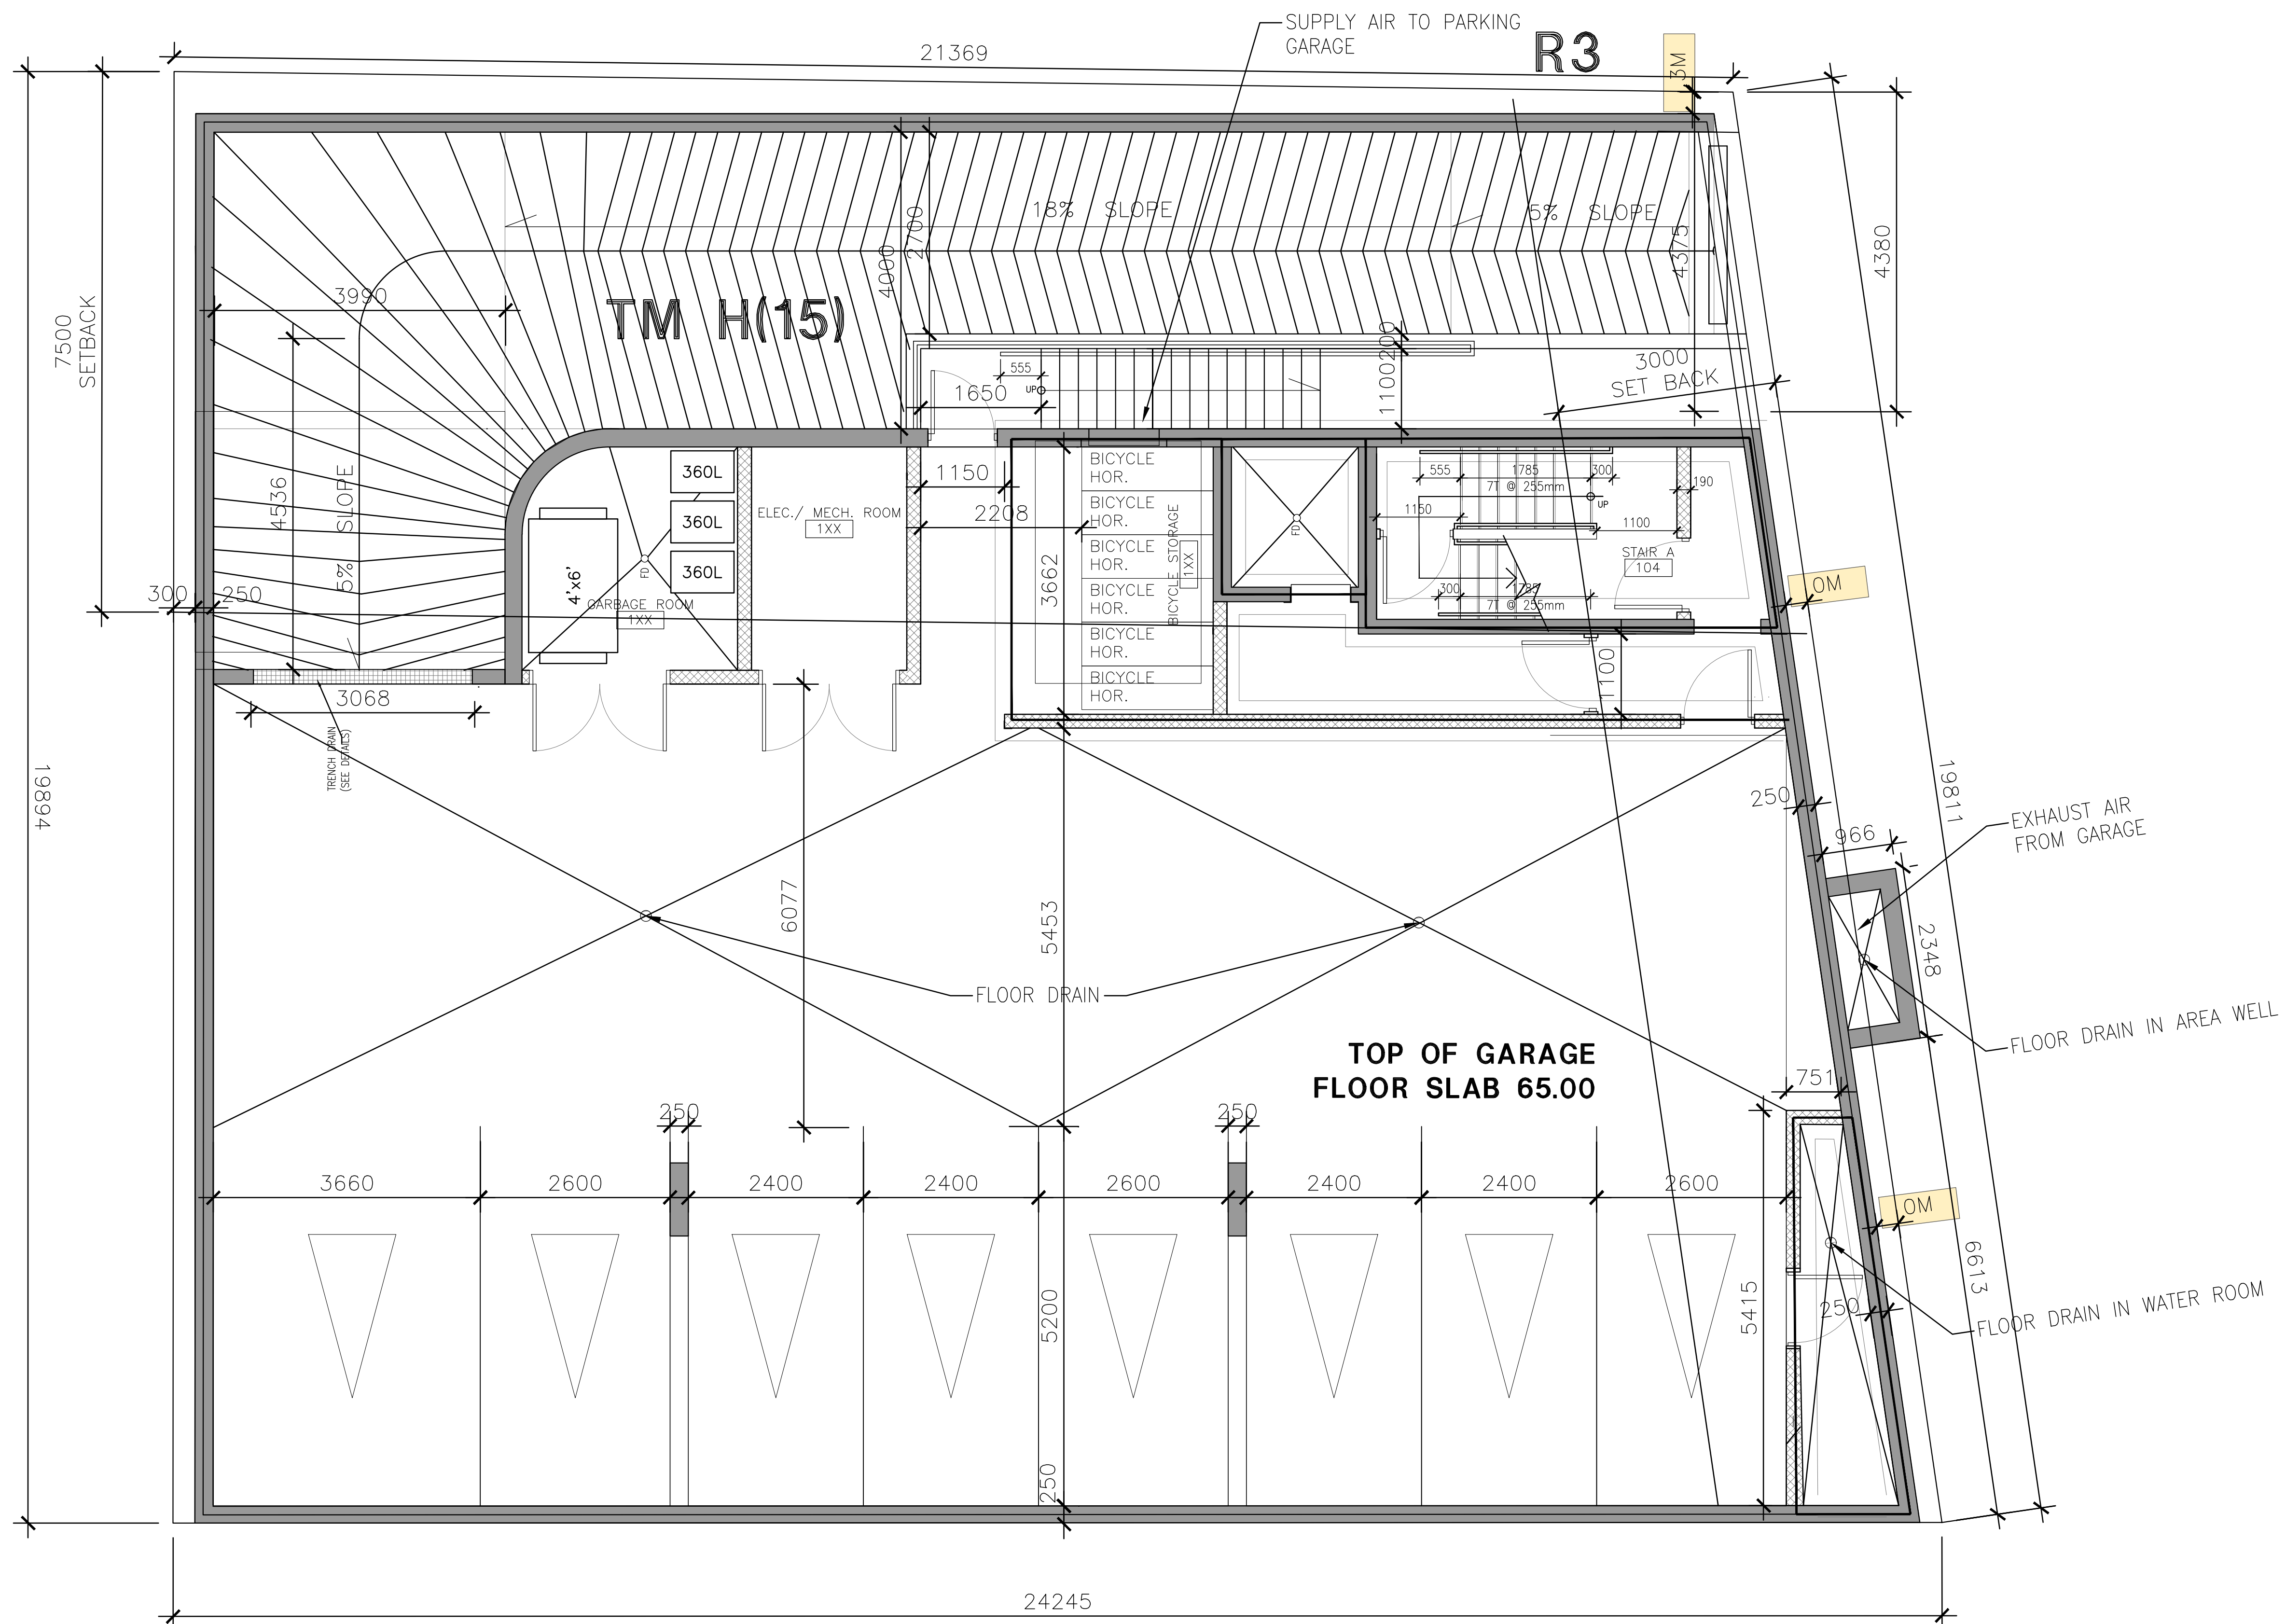 SUPPLY AIR TO PARKING
GARAGE
R3
21369
3M
18% SLOPE
5% SLOPE
2700
4000
4375
4380
3990
TM H(15)
7500
SETBACK
200
1100
3000
SET BACK
555
UP
1650
4536
5% SLOPE
360L
360L
360L
1150
2208
ELEC./ MECH. ROOM
1XX
BICYCLE
HOR.
BICYCLE
HOR.
BICYCLE
HOR.
BICYCLE
HOR.
BICYCLE
HOR.
BICYCLE
HOR.
BICYCLE STORAGE
1XX
FD
555
1785
300
7T @ 255mm
UP
190
1150
1100
STAIR A
104
300
1785
7T @ 255mm
3662
4'x6'
FD
GARBAGE ROOM
1XX
300
250
0M
1100
3068
TRENCH DRAIN
(SEE DETAILS)
19894
19811
250
966
EXHAUST AIR
FROM GARAGE
6077
5453
2348
FLOOR DRAIN
FLOOR DRAIN IN AREA WELL
TOP OF GARAGE
FLOOR SLAB 65.00
751
250
250
3660
2600
2400
2400
2600
2400
2400
2600
0M
6613
5200
5415
250
FLOOR DRAIN IN WATER ROOM
250
24245